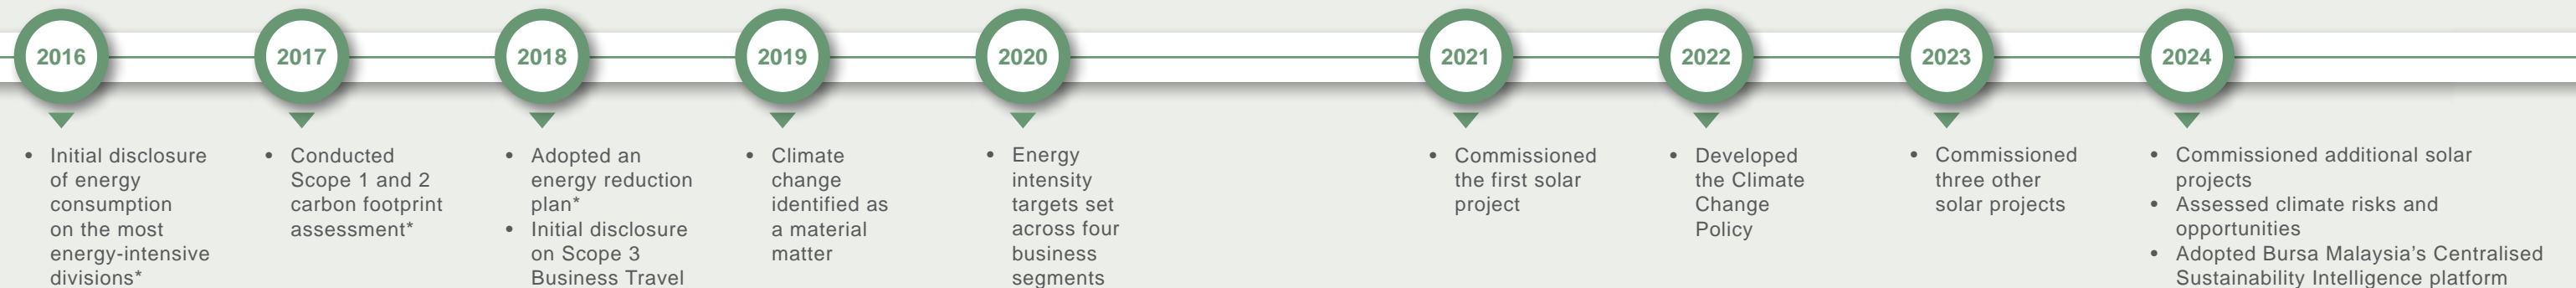 2016
2017
2018
2019
2020
2021
2022
2023
2024
• Initial disclosure
of energy
consumption
on the most
energy-intensive
divisions*
• Conducted
Scope 1 and 2
carbon footprint
assessment*
• Adopted an
energy reduction
plan*
• Initial disclosure
on Scope 3
Business Travel
• Climate
change
identified as
a material
matter
• Energy
intensity
targets set
across four
business
segments
• Commissioned
the first solar
project
• Developed
the Climate
Change
Policy
• Commissioned
three other
solar projects
• Commissioned additional solar
projects
• Assessed climate risks and
opportunities
• Adopted Bursa Malaysia’s Centralised
Sustainability Intelligence platform